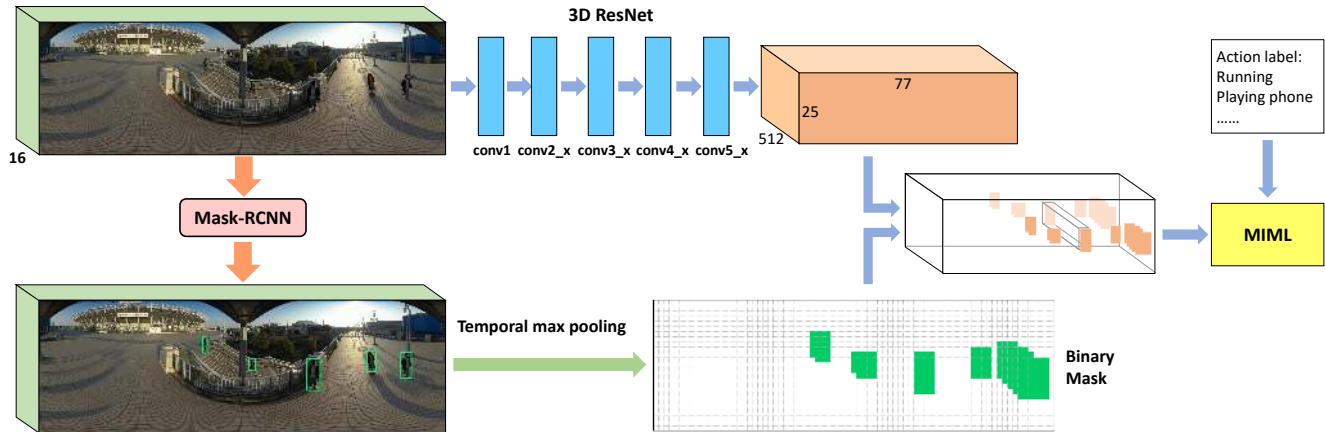 3D ResNet
16
conv1 conv2_x conv3_x conv4_x conv5_x
77
25
512
Action label:
Running
Playing phone
......
Mask-RCNN
MIML
Temporal max pooling
Binary
Mask